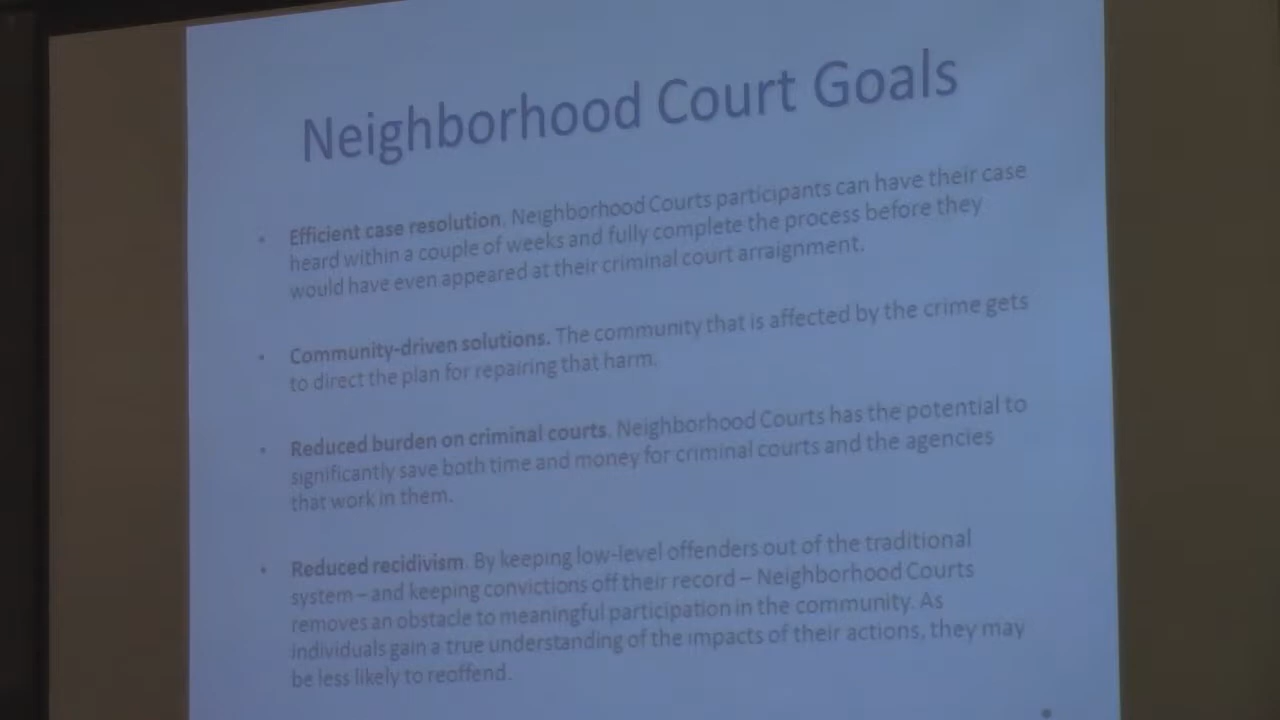 Neighborhood Court Goals
• Efficient case resolution. Neighborhood Courts participants can have their case
heard within a couple of weeks and fully complete the process before they
would have even appeared at their criminal court arraignment.
• Community-driven solutions. The community that is affected by the crime gets
to direct the plan for repairing that harm.
• Reduced burden on criminal courts. Neighborhood Courts has the potential to
significantly save both time and money for criminal courts and the agencies
that work in them.
• Reduced recidivism. By keeping low-level offenders out of the traditional
system – and keeping convictions off their record – Neighborhood Courts
removes an obstacle to meaningful participation in the community. As
individuals gain a true understanding of the impacts of their actions, they may
be less likely to reoffend.